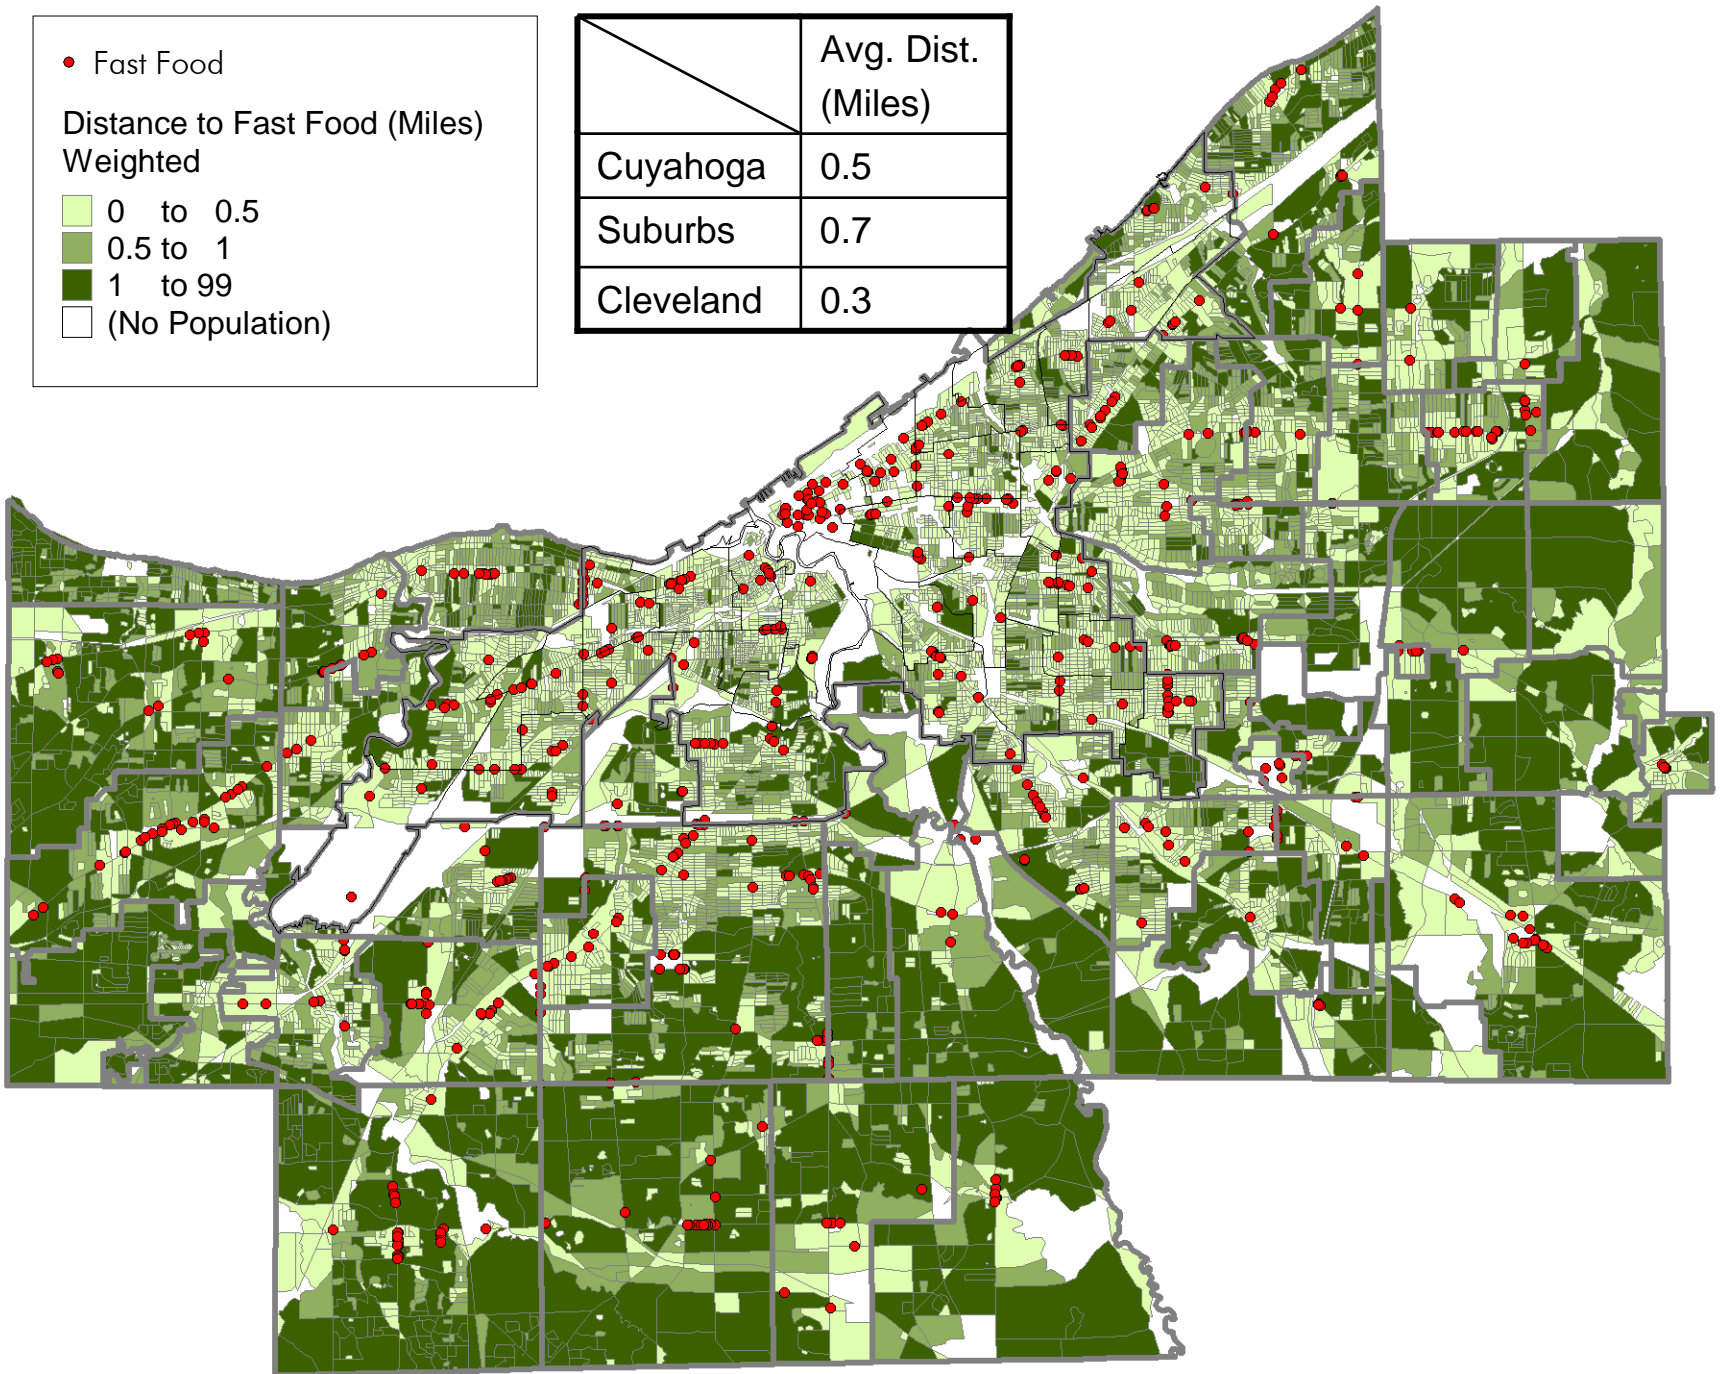 Fast Food
Distance to Fast Food (Miles)
Weighted
0 to 0.5
0.5 to 1
1 to 99
(No Population)
Avg. Dist.
(Miles)
Cuyahoga 0.5
Suburbs 0.7
Cleveland 0.3